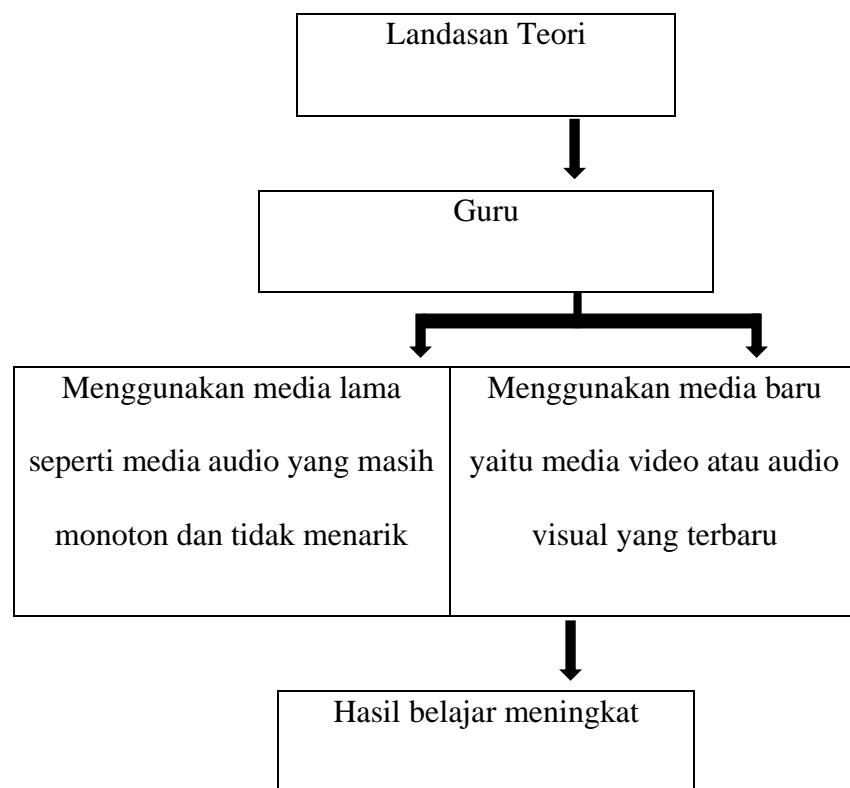 Landasan Teori
Guru
Menggunakan media lama
seperti media audio yang masih
monoton dan tidak menarik
Menggunakan media baru
yaitu media video atau audio
visual yang terbaru
Hasil belajar meningkat